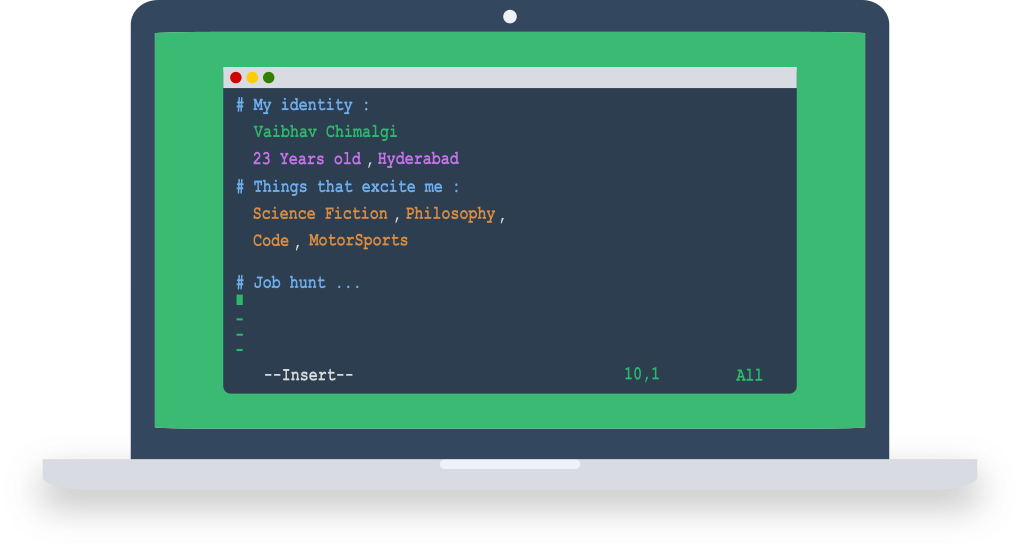 # My identity :
Vaibhav Chimalgi
23 Years old , Hyderabad
# Things that excite me :
Science Fiction , Philosophy ,
Code , MotorSports
# Job hunt ...
-
-
-
--Insert-- 10,1 All